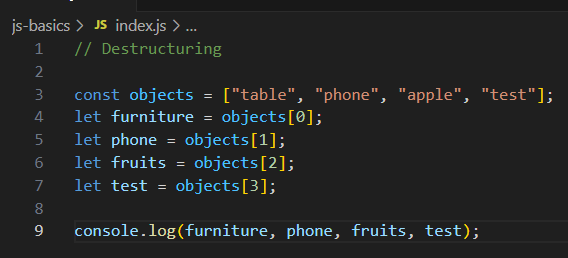 js-basics > JS index.js > ...
1 // Destructuring
2
3 const objects = ["table", "phone", "apple", "test"];
4 let furniture = objects[0];
5 let phone = objects[1];
6 let fruits = objects[2];
7 let test = objects[3];
8
9 console.log(furniture, phone, fruits, test);